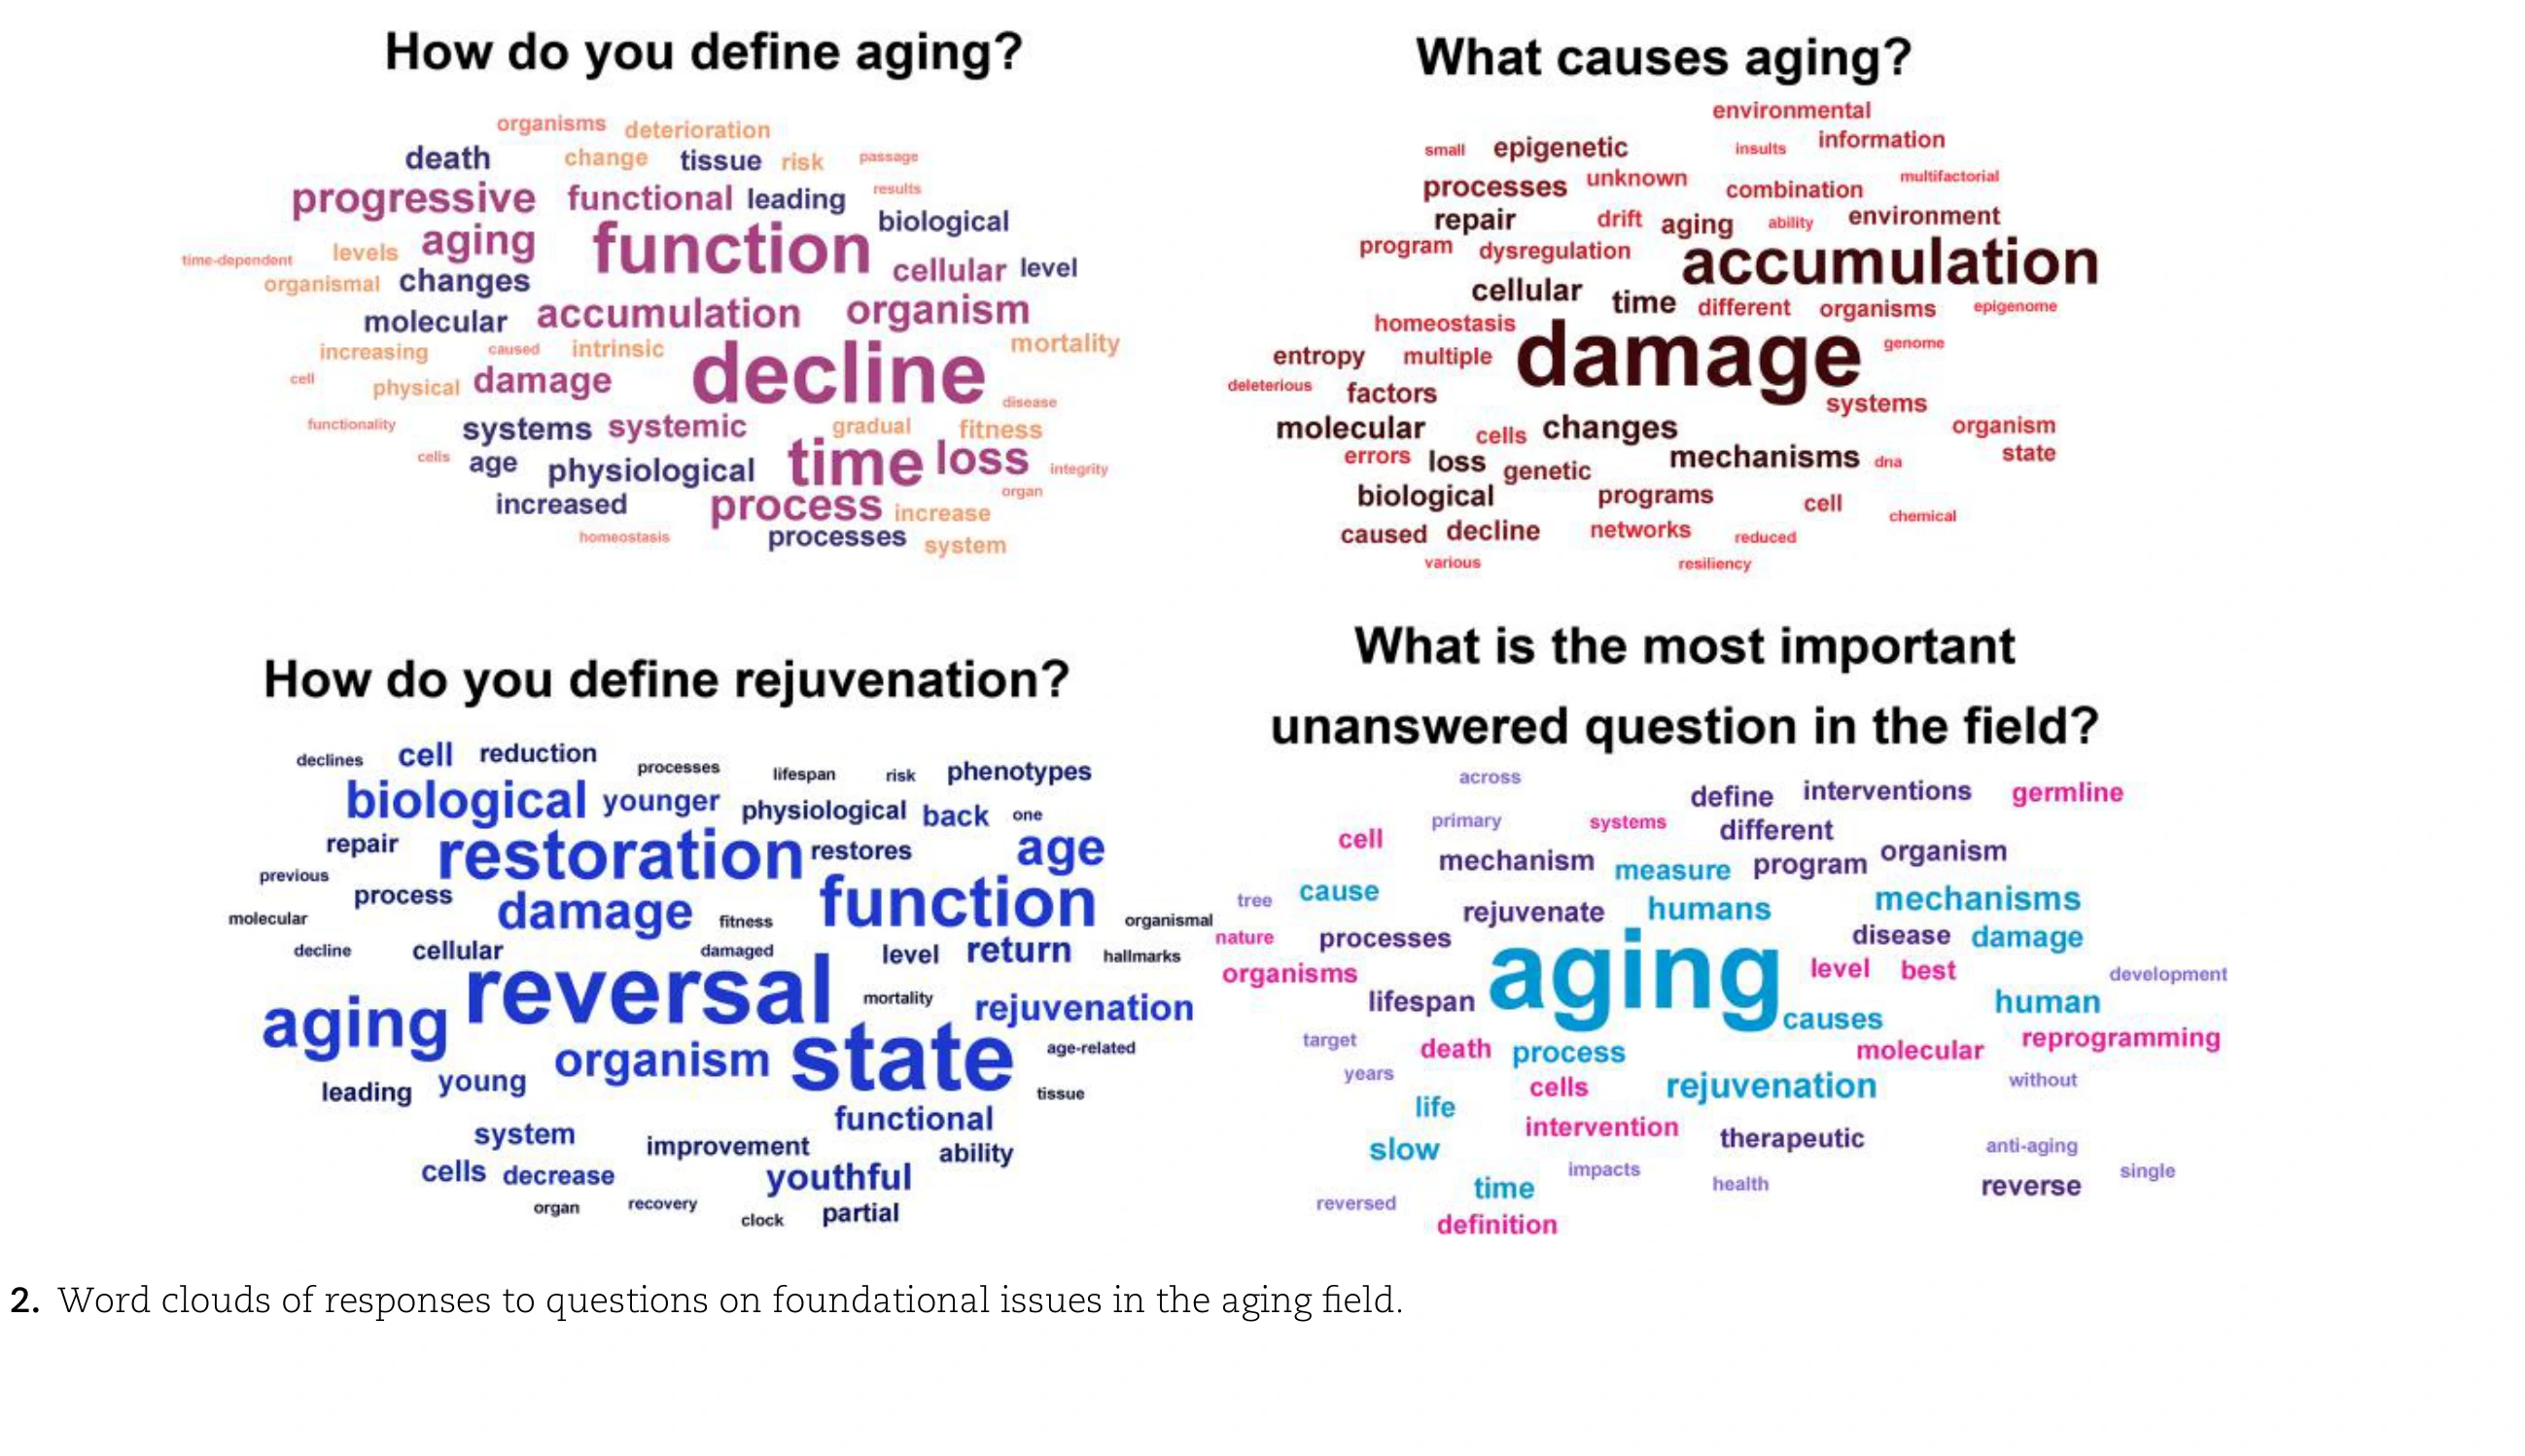 How do you define aging?
organisms deterioration
death change tissue risk passage
progressive functional leading results
biological
aging function
time-dependent levels cellular level
organismal changes
molecular accumulation organism
increasing caused intrinsic mortality
cell physical damage decline
disease
functionality systems systemic gradual fitness
cells age physiological time loss integrity
organ
increased process increase
homeostasis processes system
What causes aging?
environmental
small epigenetic insults information
processes unknown combination multifactorial
repair drift aging ability environment
program dysregulation accumulation
cellular time different organisms epigenome
homeostasis
entropy multiple damage genome
deleterious factors systems
molecular cells changes organism
errors loss genetic mechanisms dna state
biological programs cell
chemical
caused decline networks reduced
various resiliency
How do you define rejuvenation?
declines cell reduction processes lifespan risk phenotypes
biological younger physiological back one
repair restoration restores age
previous
process damage fitness function
molecular organismal
decline cellular damaged level return hallmarks
reversal mortality rejuvenation
aging
organism state age-related
leading young tissue
functional
system improvement ability
cells decrease youthful
organ recovery clock partial
What is the most important
unanswered question in the field?
across
define interventions germline
primary systems different
cell mechanism measure program organism
tree cause rejuvenate humans mechanisms
nature processes disease damage
organisms aging level best development
lifespan causes human
target death process molecular reprogramming
years cells rejuvenation without
life
intervention therapeutic
slow anti-aging
impacts health single
time reverse
reversed
definition
2. Word clouds of responses to questions on foundational issues in the aging field.